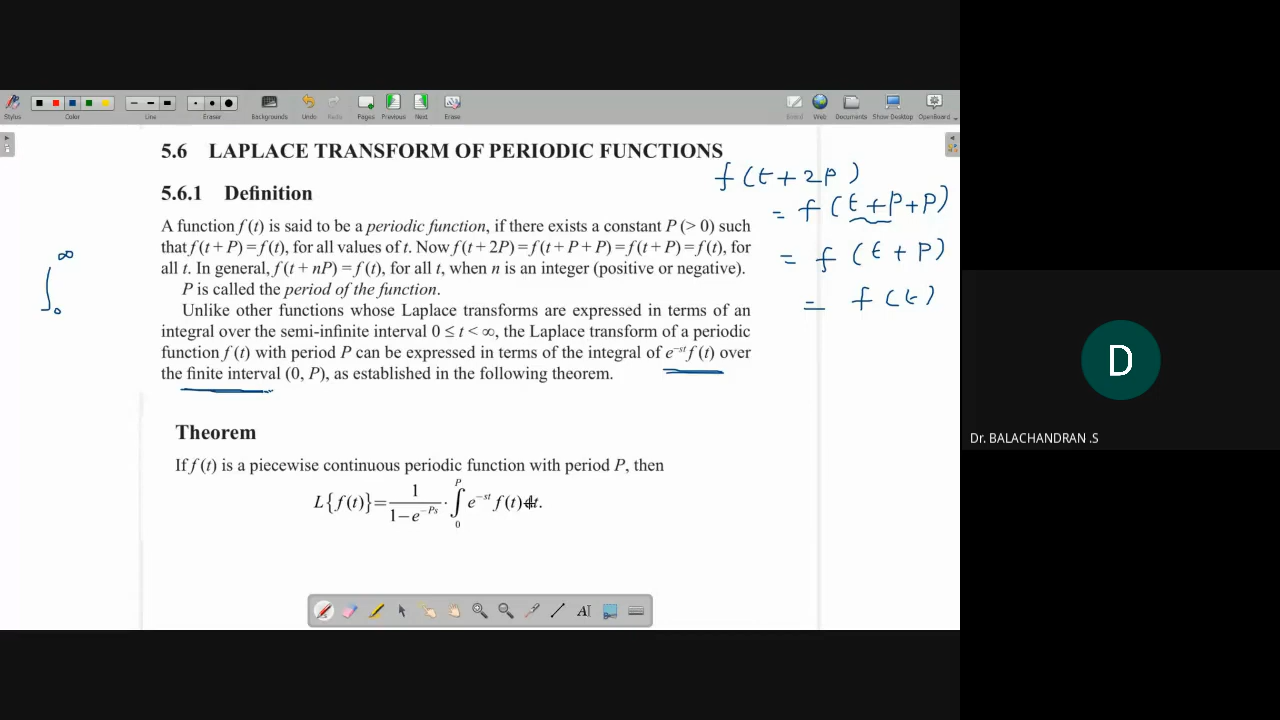 Stylus Color Line Eraser Backgrounds Undo Redo Pages Previous Next Erase Board Web Documents Show Desktop OpenBoard
5.6 LAPLACE TRANSFORM OF PERIODIC FUNCTIONS
f(t+2P)
5.6.1 Definition
= f(t+P+P)
A function f(t) is said to be a periodic function, if there exists a constant P (> 0) such
that f(t + P) = f(t), for all values of t. Now f(t + 2P) = f(t + P + P) = f(t + P) = f(t), for
= f(t+P)
∫₀^∞
all t. In general, f(t + nP) = f(t), for all t, when n is an integer (positive or negative).
P is called the period of the function.
= f(t)
Unlike other functions whose Laplace transforms are expressed in terms of an
integral over the semi-infinite interval 0 ≤ t < ∞, the Laplace transform of a periodic
function f(t) with period P can be expressed in terms of the integral of e⁻ˢᵗ f(t) over
the finite interval (0, P), as established in the following theorem.
D
Theorem
Dr. BALACHANDRAN .S
If f(t) is a piecewise continuous periodic function with period P, then
L{f(t)} = 1/(1−e^(−Ps)) · ∫₀^P e^(−st) f(t) dt.
AI